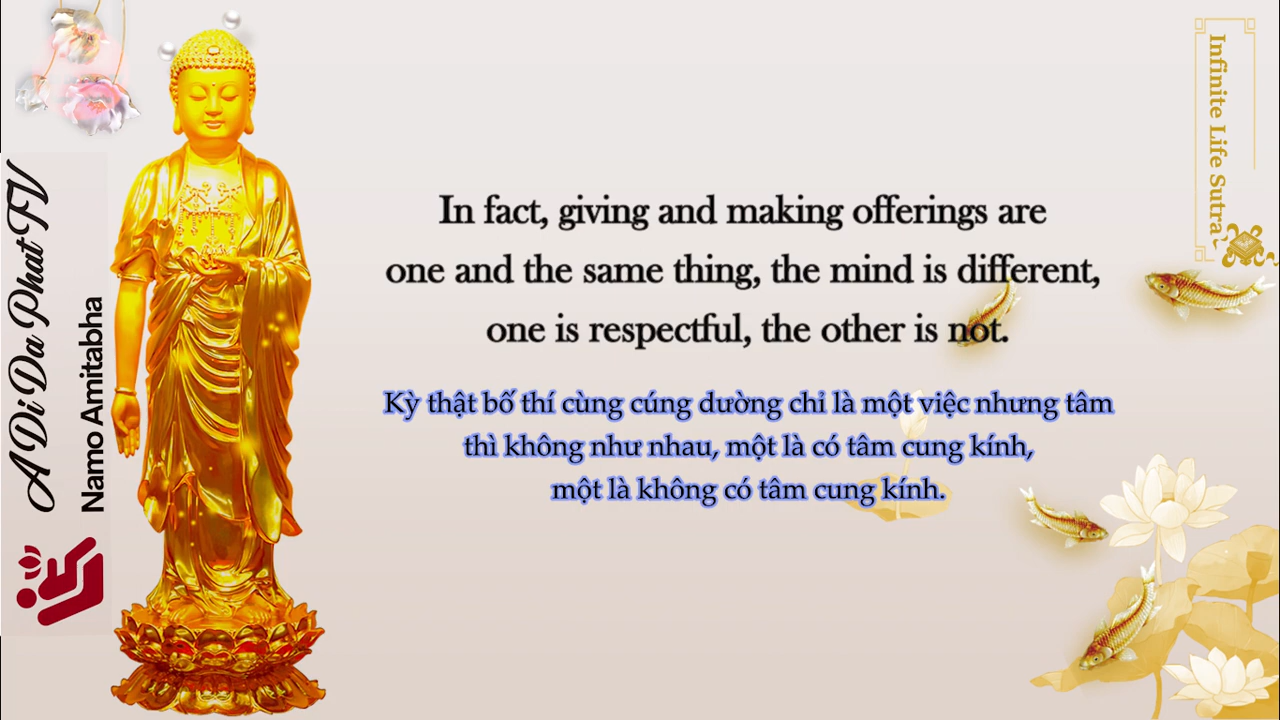 A Di Da Phat TV
Namo Amitabha
Infinite Life Sutra
In fact, giving and making offerings are
one and the same thing, the mind is different,
one is respectful, the other is not.
Kỳ thật bố thí cùng cúng dường chỉ là một việc nhưng tâm
thì không như nhau, một là có tâm cung kính,
một là không có tâm cung kính.